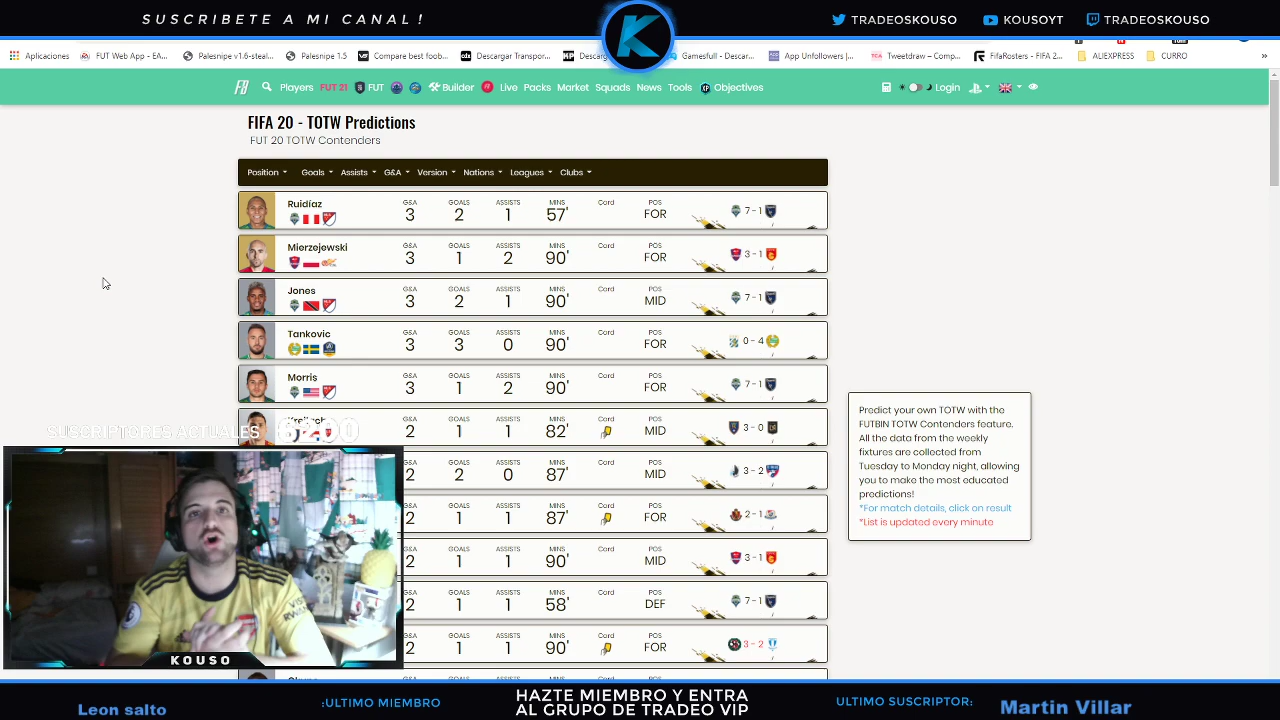 SUSCRIBETE A MI CANAL !
K
TRADEOSKOUSO
KOUSOYT
TRADEOSKOUSO
Aplicaciones
FUT Web App - EA...
Palesnipe v1.6-steal...
Palesnipe 1.5
Compare best f...
Descargar Transpor...
Gamesfull - Descar...
App Unfollowers |...
Tweetdraw – Comp...
FifaRosters - FIFA 2...
ALIEXPRESS
CURRO
»
Players
FUT 21
FUT
Builder
Live
Packs
Market
Squads
News
Tools
Objectives
Login
FIFA 20 - TOTW Predictions
FUT 20 TOTW Contenders
Position Goals Assists G&A Version Nations Leagues Clubs
Ruidíaz
G&A GOALS ASSISTS MINS Card POS
3 2 1 57' FOR 7 - 1
Mierzejewski
G&A GOALS ASSISTS MINS Card POS
3 1 2 90' FOR 3 - 1
Jones
G&A GOALS ASSISTS MINS Card POS
3 2 1 90' MID 7 - 1
Tankovic
G&A GOALS ASSISTS MINS Card POS
3 3 0 90' FOR 0 - 4
Morris
G&A GOALS ASSISTS MINS Card POS
3 1 2 90' FOR 7 - 1
G&A GOALS ASSISTS MINS Card POS
2 1 1 82' MID 3 - 0
G&A GOALS ASSISTS MINS Card POS
2 2 0 87' MID 3 - 2
G&A GOALS ASSISTS MINS Card POS
2 1 1 87' FOR 2 - 1
G&A GOALS ASSISTS MINS Card POS
2 1 1 90' MID 3 - 1
G&A GOALS ASSISTS MINS Card POS
2 1 1 58' DEF 7 - 1
G&A GOALS ASSISTS MINS Card POS
2 1 1 90' FOR 3 - 2
Predict your own TOTW with the
FUTBIN TOTW Contenders feature.
All the data from the weekly
fixtures are collected from
Tuesday to Monday night, allowing
you to make the most educated
predictions!
*For match details, click on result
*List is updated every minute
SUSCRIPTORES ACTUALES
KOUSO
:ULTIMO MIEMBRO
Leon salto
HAZTE MIEMBRO Y ENTRA
AL GRUPO DE TRADEO VIP
ULTIMO SUSCRIPTOR:
Martin Villar